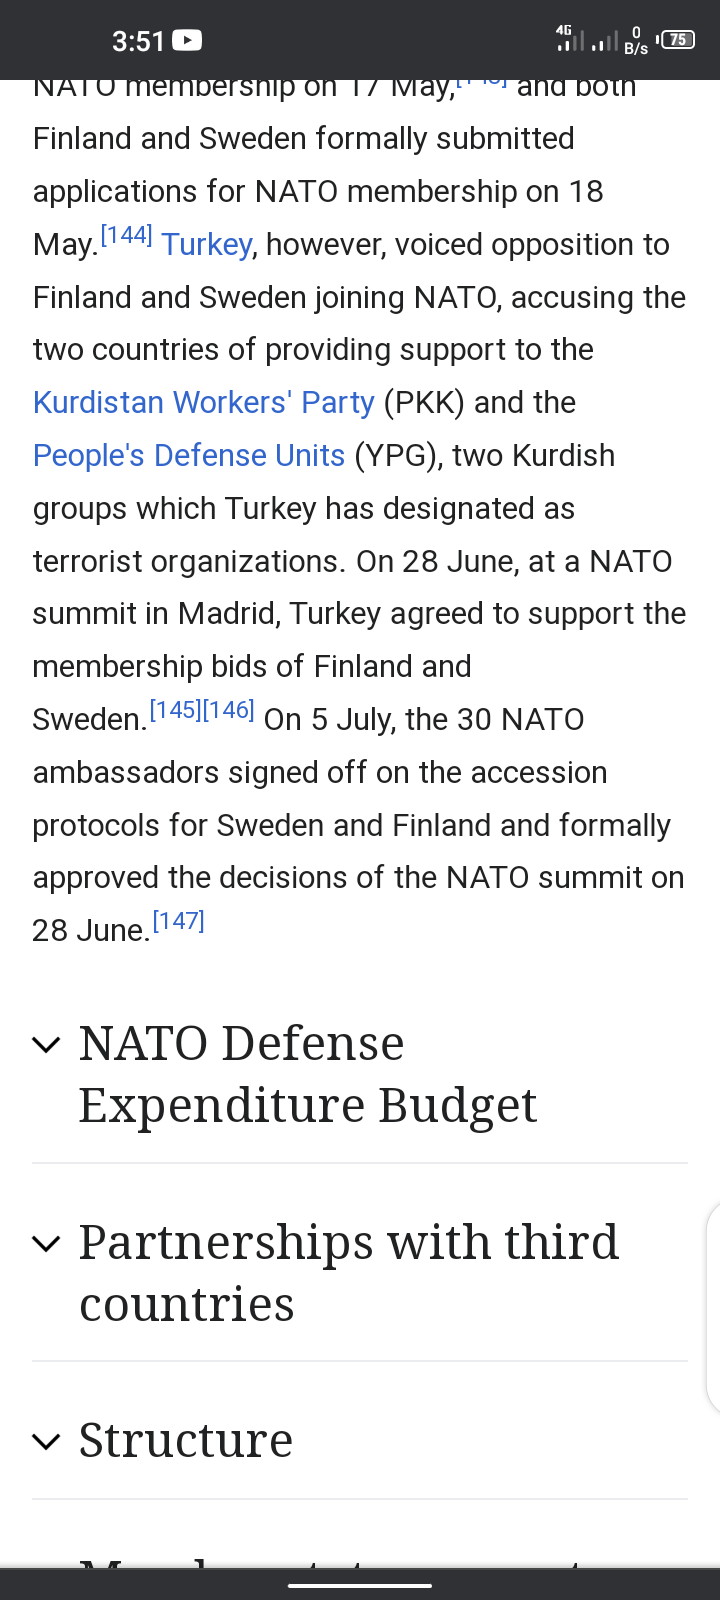 3:51
4G
0
B/s
75
NATO membership on 17 May, and both
Finland and Sweden formally submitted
applications for NATO membership on 18
May.[144] Turkey, however, voiced opposition to
Finland and Sweden joining NATO, accusing the
two countries of providing support to the
Kurdistan Workers' Party (PKK) and the
People's Defense Units (YPG), two Kurdish
groups which Turkey has designated as
terrorist organizations. On 28 June, at a NATO
summit in Madrid, Turkey agreed to support the
membership bids of Finland and
Sweden.[145][146] On 5 July, the 30 NATO
ambassadors signed off on the accession
protocols for Sweden and Finland and formally
approved the decisions of the NATO summit on
28 June.[147]
NATO Defense
Expenditure Budget
Partnerships with third
countries
Structure